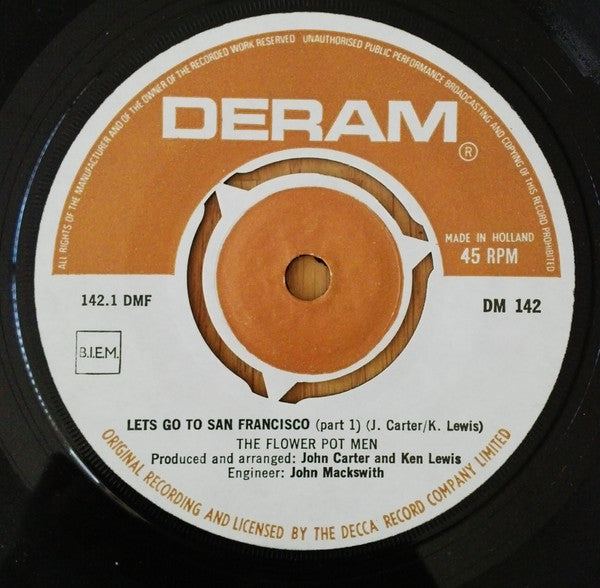 ALL RIGHTS OF THE MANUFACTURER AND OF THE OWNER OF THE RECORDED WORK RESERVED UNAUTHORISED PUBLIC PERFORMANCE BROADCASTING AND COPYING OF THIS RECORD PROHIBITED
DERAM
®
MADE IN HOLLAND
45 RPM
142.1 DMF
DM 142
B.I.E.M.
LETS GO TO SAN FRANCISCO (part 1) (J. Carter/K. Lewis)
THE FLOWER POT MEN
Produced and arranged: John Carter and Ken Lewis
Engineer: John Mackswith
ORIGINAL RECORDING AND LICENSED BY THE DECCA RECORD COMPANY LIMITED